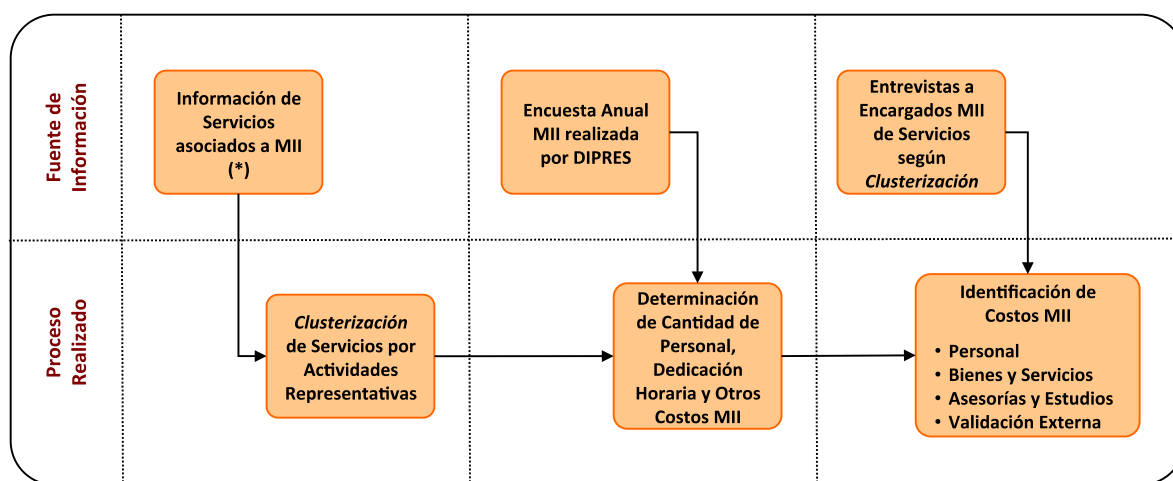 Fuente de
Información
Información de
Servicios
asociados a MII
(*)
Encuesta Anual
MII realizada
por DIPRES
Entrevistas a
Encargados MII
de Servicios
según
Clusterización
Proceso
Realizado
Clusterización
de Servicios por
Actividades
Representativas
Determinación
de Cantidad de
Personal,
Dedicación
Horaria y Otros
Costos MII
Identificación de
Costos MII
• Personal
• Bienes y Servicios
• Asesorías y Estudios
• Validación Externa